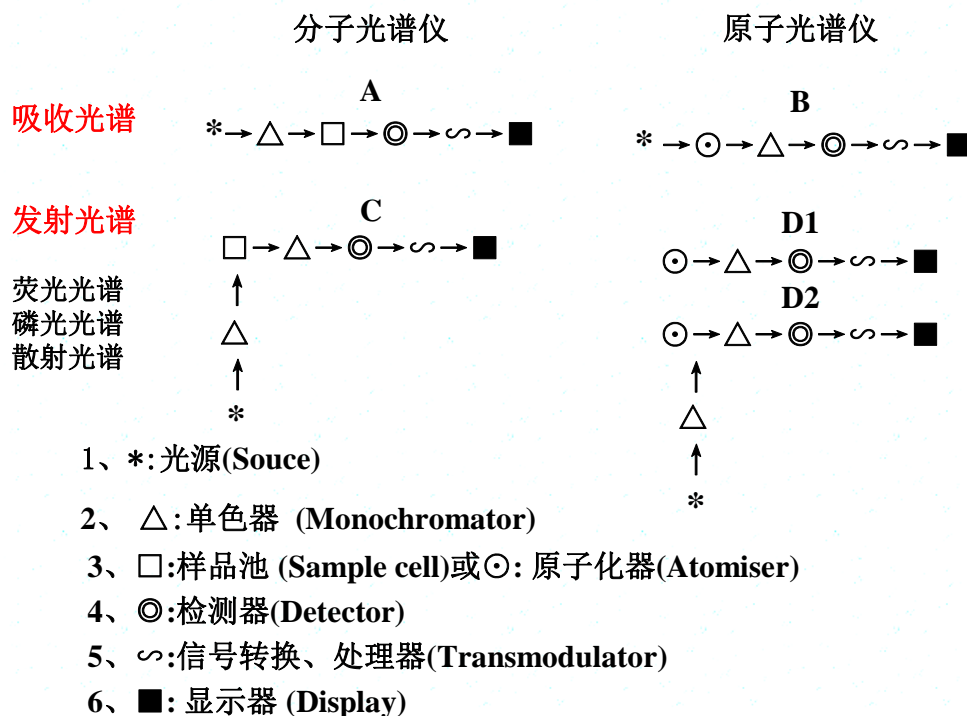 分子光谱仪 原子光谱仪
吸收光谱
A
*→△→□→◎→∽→■
B
*→⊙→△→◎→∽→■
发射光谱
C
□→△→◎→∽→■
D1
⊙→△→◎→∽→■
荧光光谱
磷光光谱
散射光谱
↑
△
↑
*
D2
⊙→△→◎→∽→■
↑
△
↑
*
1、*:光源(Souce)
2、 △:单色器 (Monochromator)
3、□:样品池 (Sample cell)或⊙: 原子化器(Atomiser)
4、◎:检测器(Detector)
5、∽:信号转换、处理器(Transmodulator)
6、■: 显示器 (Display)